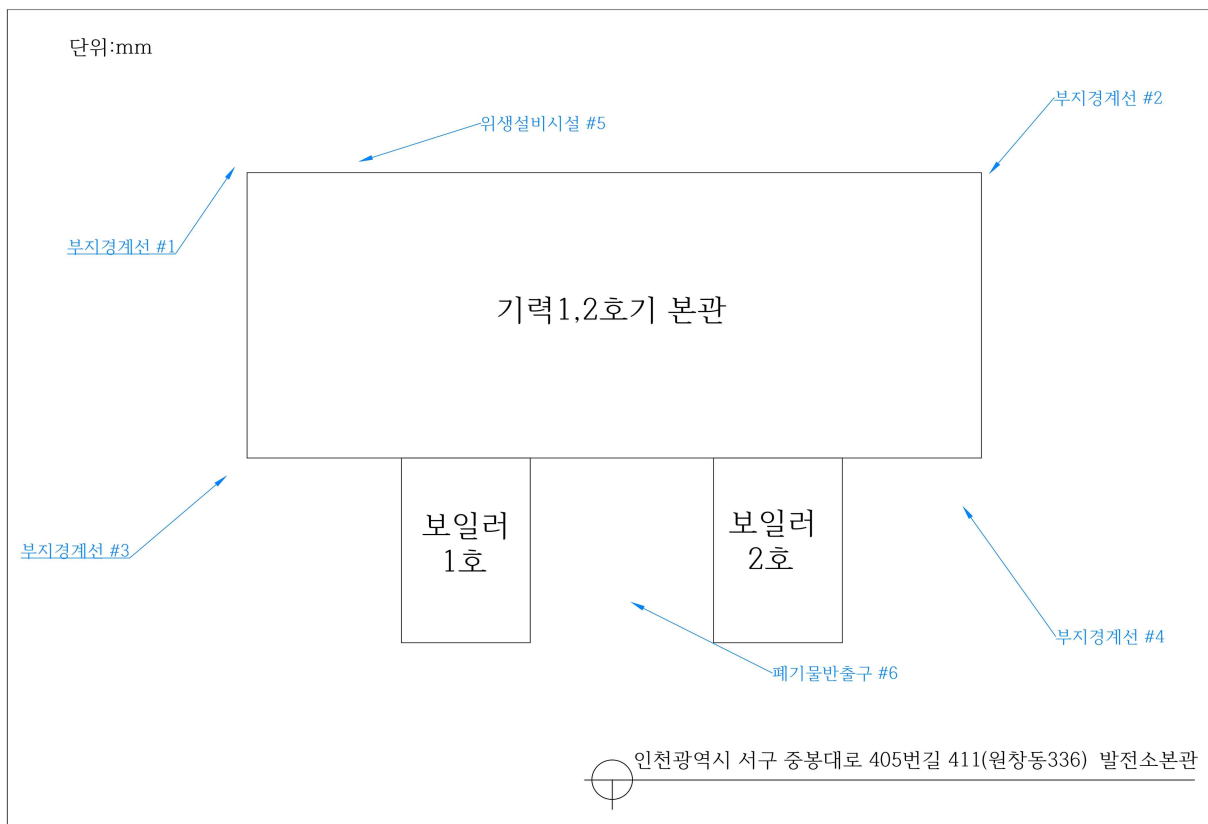 단위:mm
부지경계선 #2
위생설비시설 #5
부지경계선 #1
기력1,2호기 본관
보일러
1호
보일러
2호
부지경계선 #3
부지경계선 #4
폐기물반출구 #6
인천광역시 서구 중봉대로 405번길 411(원창동336) 발전소본관